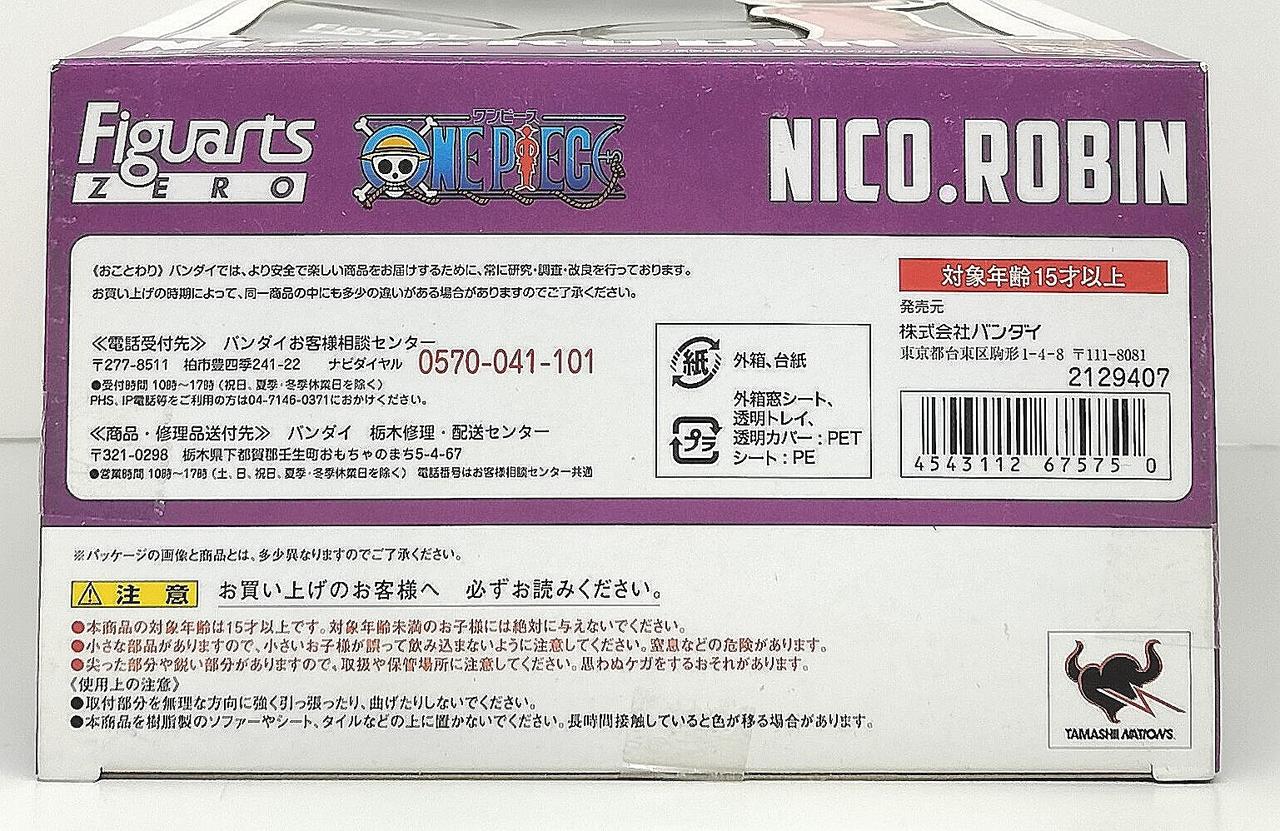 Figuarts
ZERO
ワンピース
ONE PIECE
NICO.ROBIN
《おことわり》バンダイでは、より安全で楽しい商品をお届けするために、常に研究・調査・改良を行っております。
お買い上げの時期によって、同一商品の中にも多少の違いがある場合がありますのでご了承ください。
≪電話受付先≫ バンダイお客様相談センター
〒277-8511 柏市豊四季241-22 ナビダイヤル 0570-041-101
●受付時間 10時～17時(祝日、夏季・冬季休業日を除く)
PHS、IP電話等をご利用の方は04-7146-0371におかけください。
≪商品・修理品送付先≫ バンダイ 栃木修理・配送センター
〒321-0298 栃木県下都賀郡壬生町おもちゃのまち5-4-67
●営業時間 10時～17時(土、日、祝日、夏季・冬季休業日を除く) 電話番号はお客様相談センター共通
紙
外箱、台紙
プラ
外箱窓シート、
透明トレイ、
透明カバー:PET
シート:PE
対象年齢15才以上
発売元
株式会社バンダイ
東京都台東区駒形1-4-8 〒111-8081
2129407
4543112 67575 0
※パッケージの画像と商品とは、多少異なりますのでご了承ください。
注意 お買い上げのお客様へ 必ずお読みください。
●本商品の対象年齢は15才以上です。対象年齢未満のお子様には絶対に与えないでください。
●小さな部品がありますので、小さいお子様が誤って飲み込まないように注意してください。窒息などの危険があります。
●尖った部分や鋭い部分がありますので、取扱や保管場所に注意してください。思わぬケガをするおそれがあります。
《使用上の注意》
●取付部分を無理な方向に強く引っ張ったり、曲げたりしないでください。
●本商品を樹脂製のソファーやシート、タイルなどの上に置かないでください。長時間接触していると色が移る場合があります。
TAMASHII NATIONS